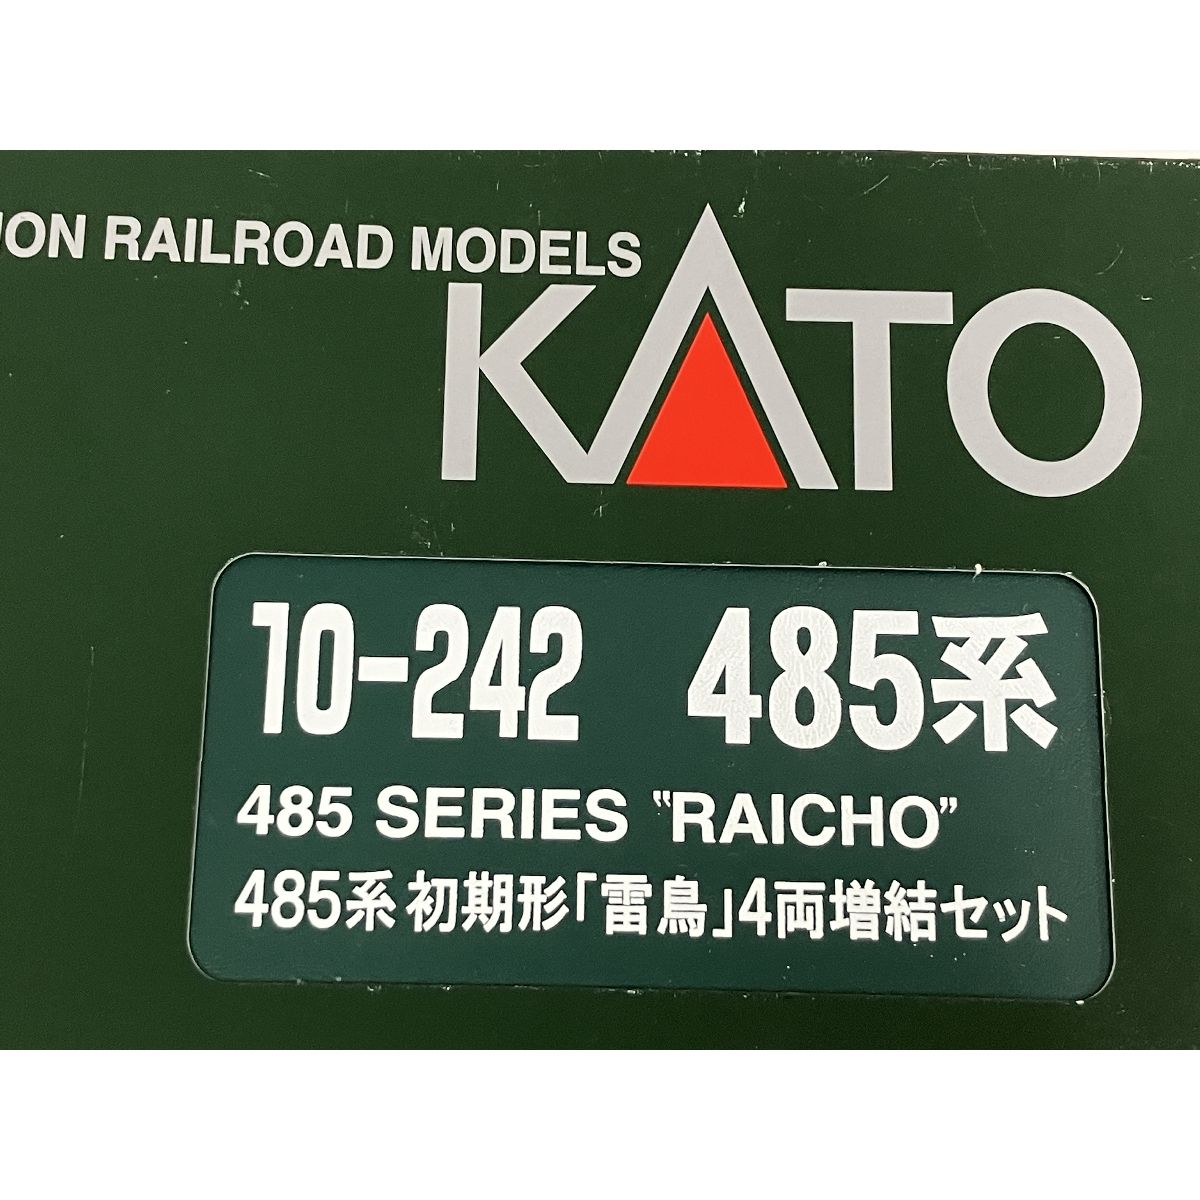 RAILROAD MODELS
KATO
10-242 485系
485 SERIES "RAICHO"
485系 初期形「雷鳥」4両増結セット